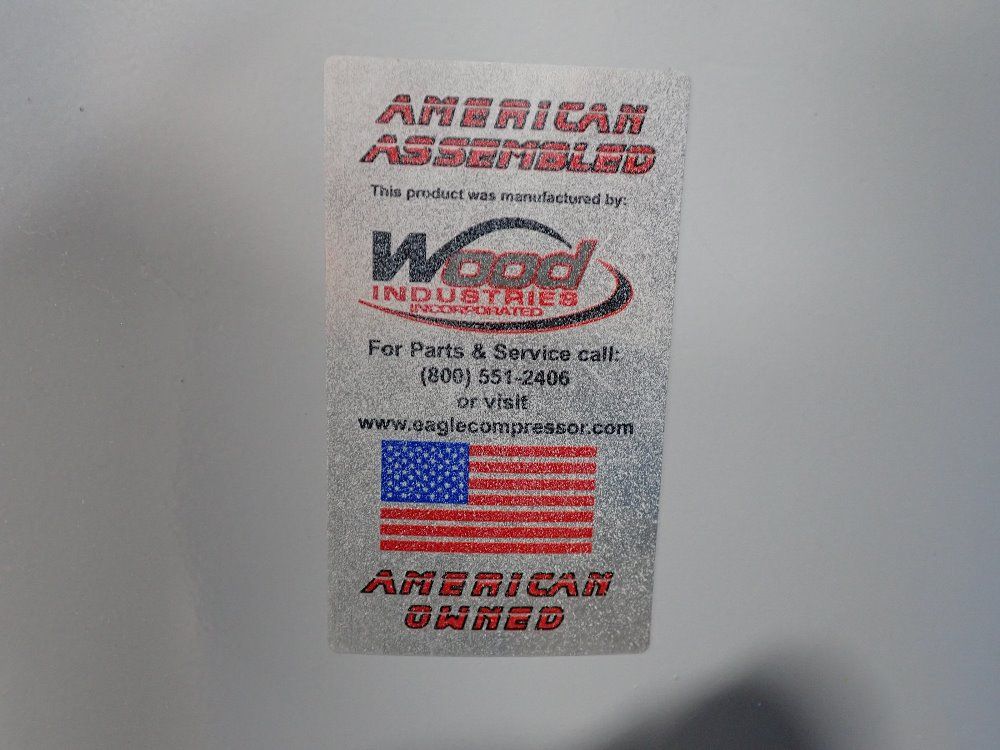 AMERICAN
ASSEMBLED
This product was manufactured by:
Wood
INDUSTRIES
INCORPORATED
For Parts & Service call:
(800) 551-2406
or visit
www.eaglecompressor.com
AMERICAN
OWNED